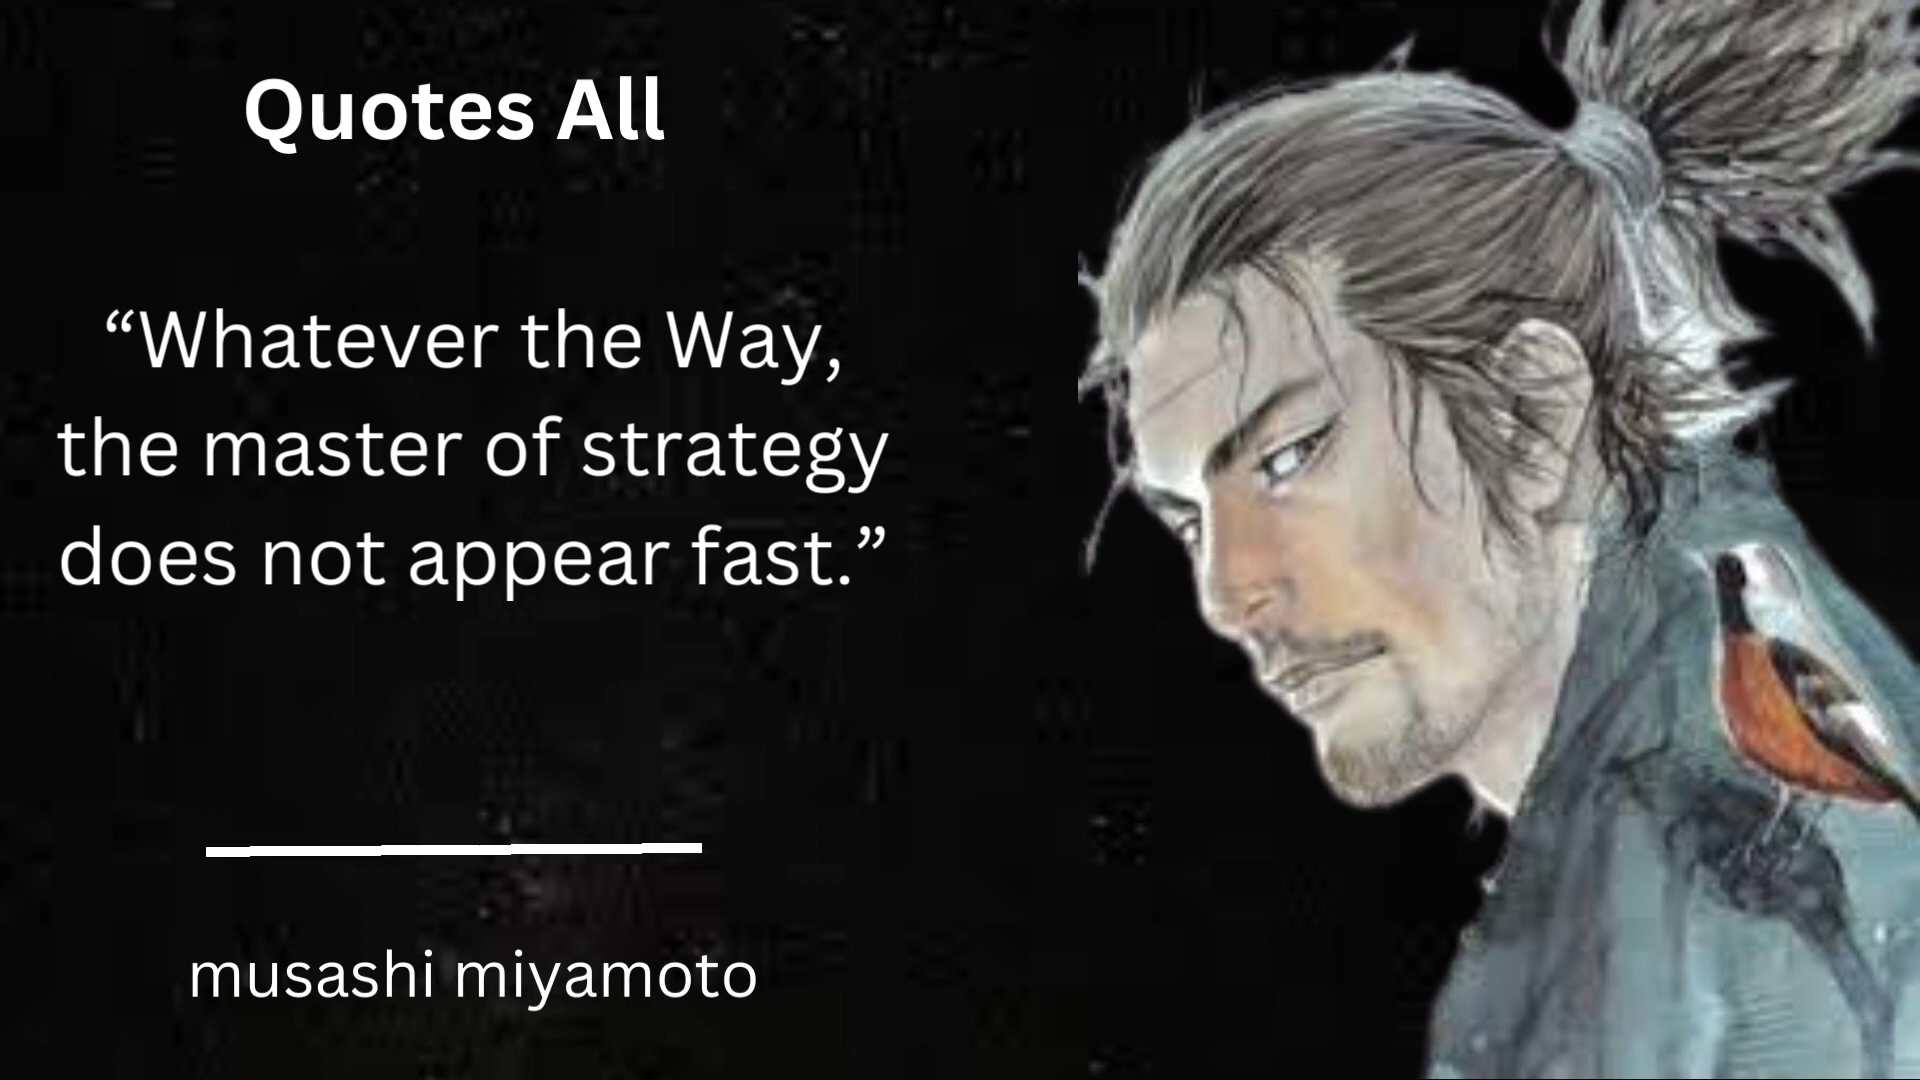 Quotes All
“Whatever the Way,
the master of strategy
does not appear fast.”
musashi miyamoto